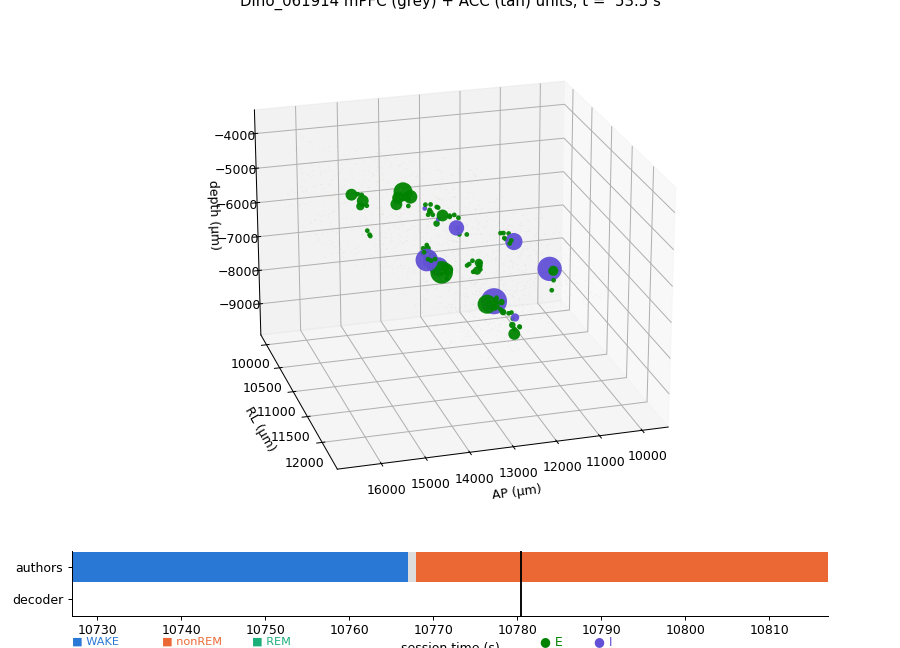 Dino_061914 mPFC (grey) + ACC (tan) units, t = 53.5 s
−4000
−5000
−6000
−7000
−8000
−9000
depth (μm)
10000
10500
11000
11500
12000
RL (μm)
16000
15000
14000
13000
12000
11000
10000
AP (μm)
authors
decoder
10730
10740
10750
10760
10770
10780
10790
10800
10810
session time (s)
WAKE
nonREM
REM
E
I